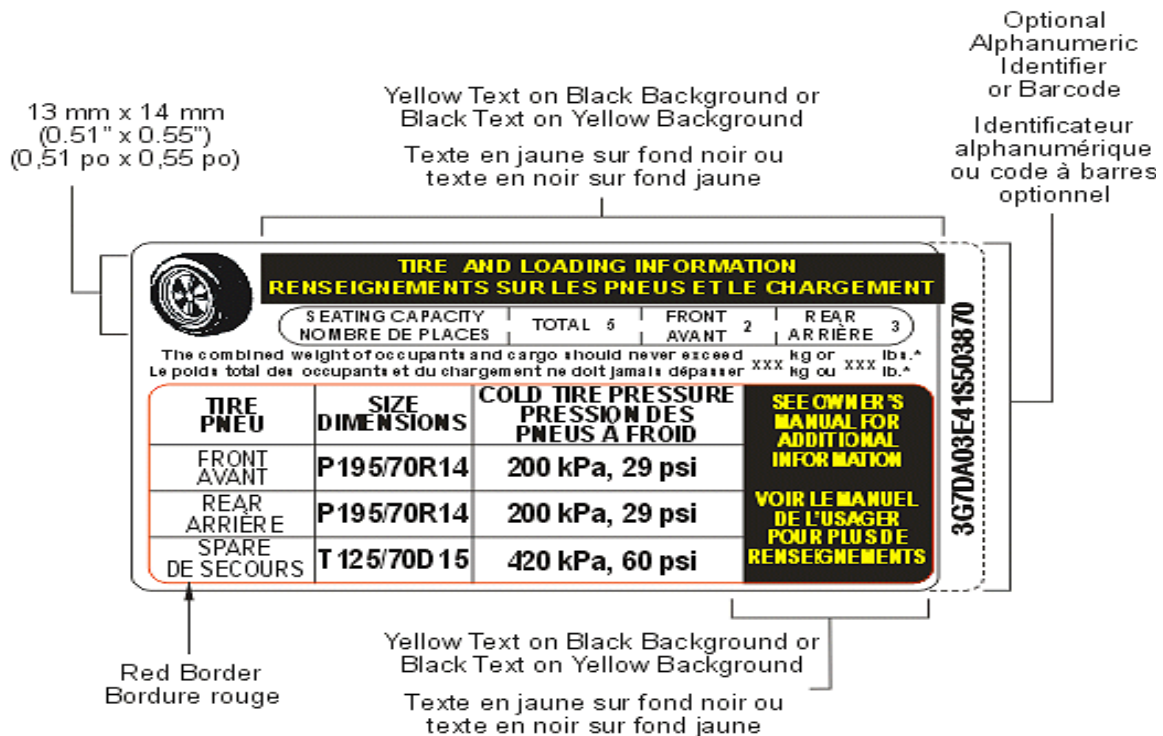 Optional
Alphanumeric
Identifier
or Barcode
Identificateur
alphanumérique
ou code à barres
optionnel
13 mm x 14 mm
(0.51" x 0.55")
(0,51 po x 0,55 po)
Yellow Text on Black Background or
Black Text on Yellow Background
Texte en jaune sur fond noir ou
texte en noir sur fond jaune
TIRE AND LOADING INFORMATION
RENSEIGNEMENTS SUR LES PNEUS ET LE CHARGEMENT
SEATING CAPACITY
NOMBRE DE PLACES
TOTAL 5
FRONT
AVANT 2
REAR
ARRIÈRE 3
The combined weight of occupants and cargo should never exceed xxx kg or xxx lbs.*
Le poids total des occupants et du chargement ne doit jamais dépasser xxx kg ou xxx lb.*
TIRE
PNEU
SIZE
DIMENSIONS
COLD TIRE PRESSURE
PRESSION DES
PNEUS À FROID
FRONT
AVANT
P195/70R14
200 kPa, 29 psi
REAR
ARRIÈRE
P195/70R14
200 kPa, 29 psi
SPARE
DE SECOURS
T125/70D15
420 kPa, 60 psi
SEE OWNER'S
MANUAL FOR
ADDITIONAL
INFORMATION
VOIR LE MANUEL
DE L'USAGER
POUR PLUS DE
RENSEIGNEMENTS
3G7DA03E41S503870
Red Border
Bordure rouge
Yellow Text on Black Background or
Black Text on Yellow Background
Texte en jaune sur fond noir ou
texte en noir sur fond jaune